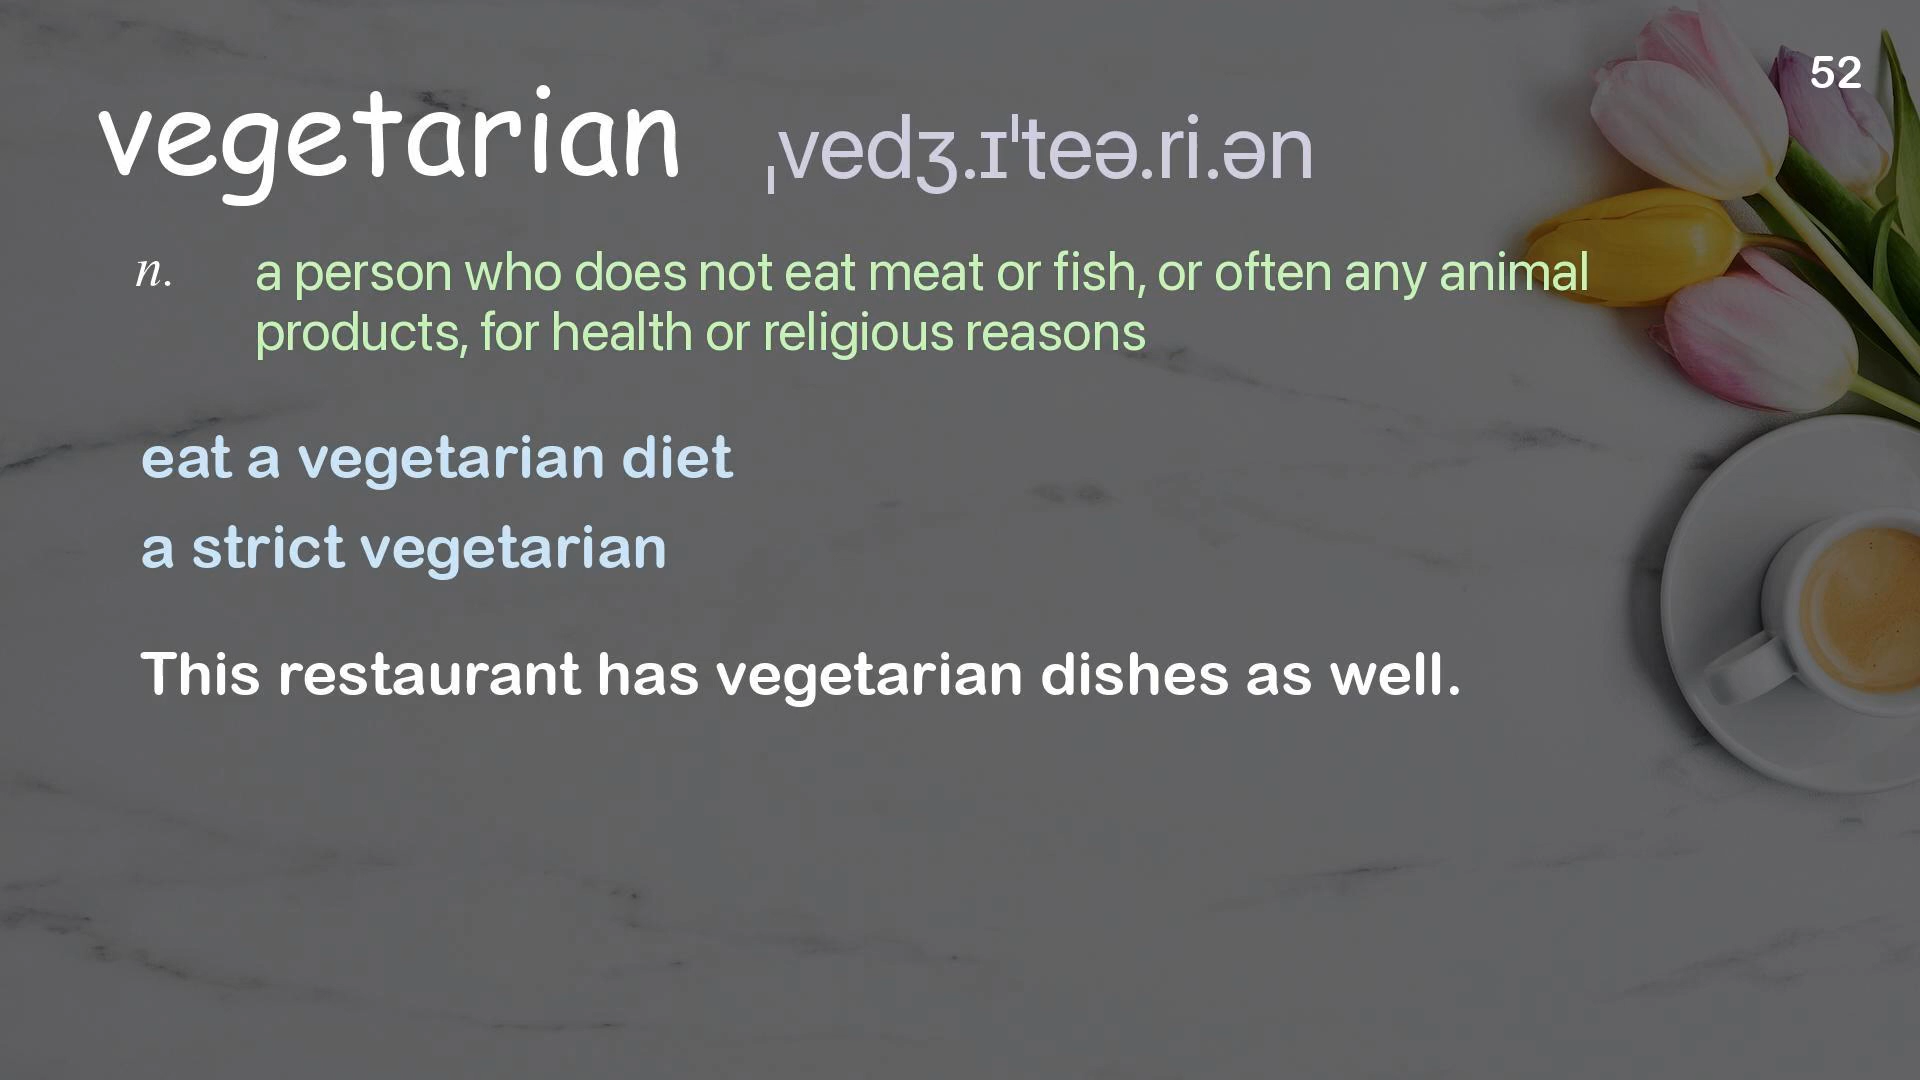 52
vegetarian ˌvedʒ.ɪˈteə.ri.ən
n. a person who does not eat meat or fish, or often any animal
products, for health or religious reasons
eat a vegetarian diet
a strict vegetarian
This restaurant has vegetarian dishes as well.